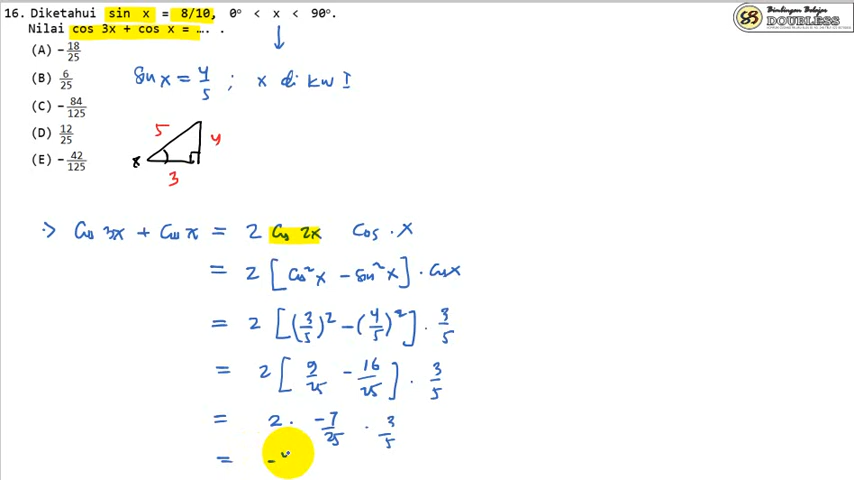 16. Diketahui sin x = 8/10, 0° < x < 90°.
Nilai cos 3x + cos x = …. .
(A) -18/25
(B) 6/25
(C) -84/125
(D) 12/25
(E) -42/125
Bimbingan Belajar
DOUBLESS
Sin x = 4/5 ; x di kw I
5
4
x
3
:> Cos 3x + Cos x = 2 Cos 2x Cos . x
= 2 [Cos²x - Sin²x] . Cos x
= 2 [(3/5)² - (4/5)²] . 3/5
= 2 [9/25 - 16/25] . 3/5
= 2 . -7/25 . 3/5
= -